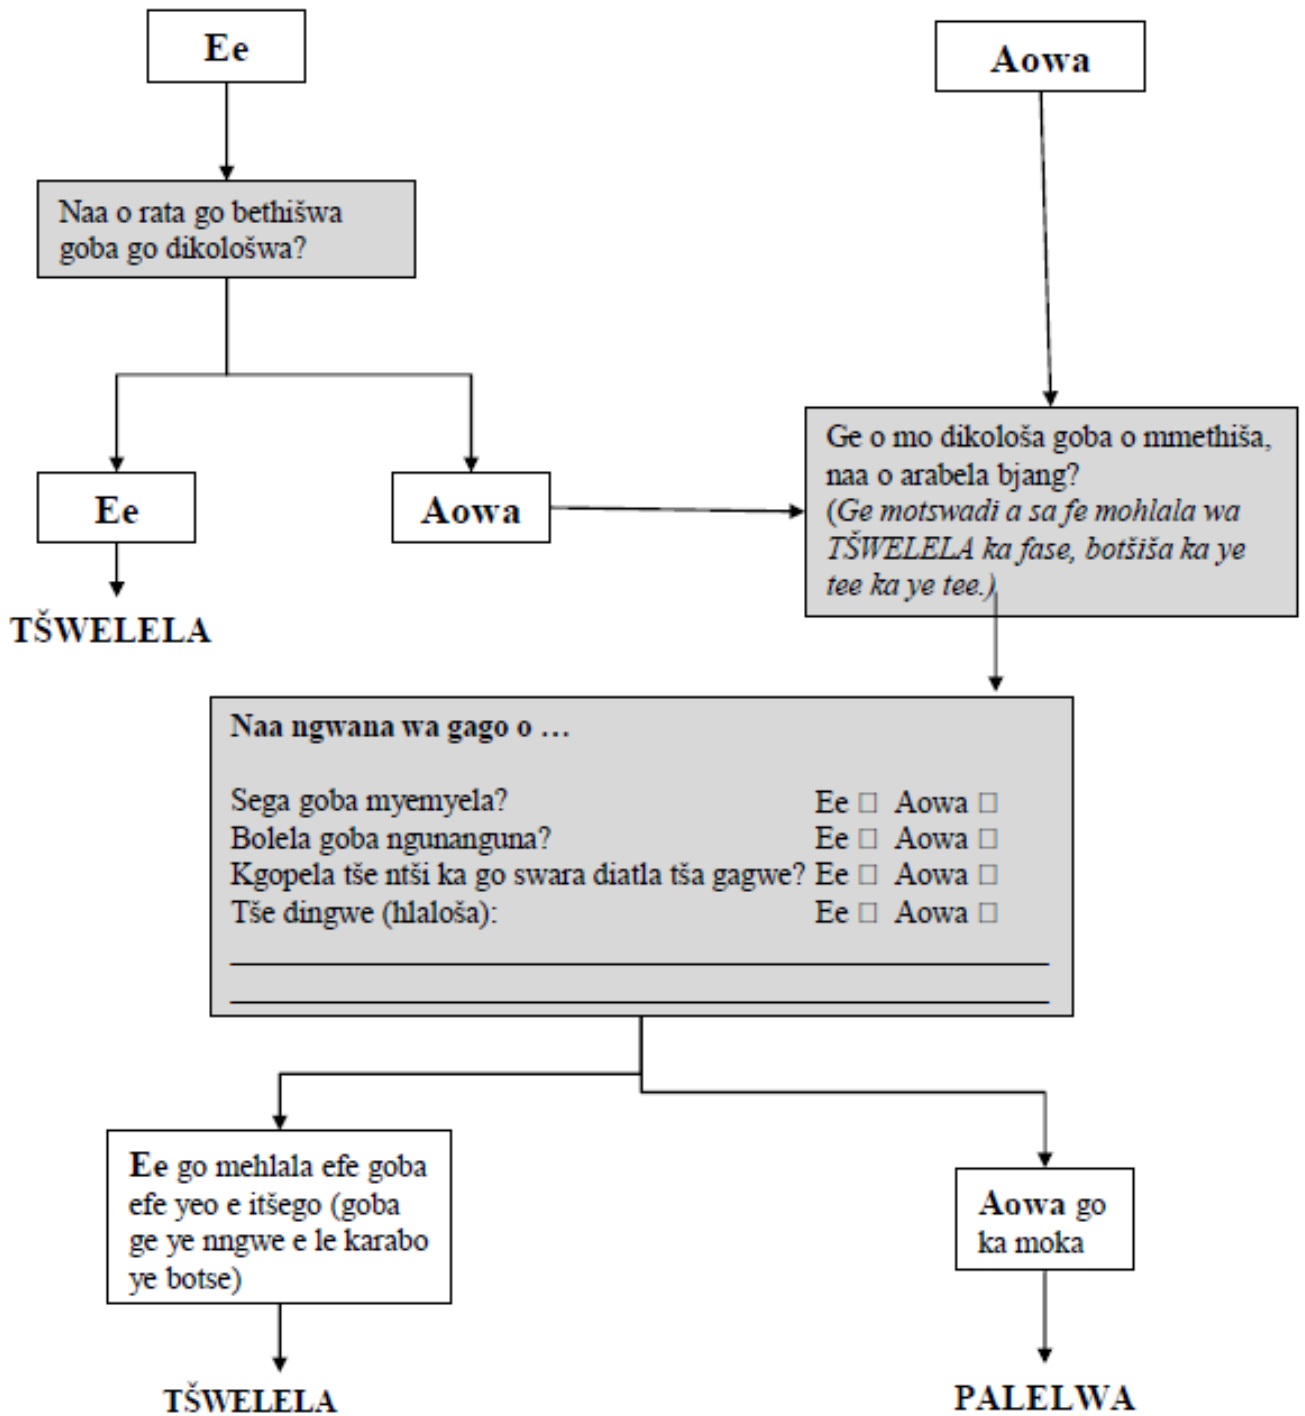 Ee
Aowa
Naa o rata go bethišwa
goba go dikološwa?
Ee
Aowa
TŠWELELA
Ge o mo dikološa goba o mmethiša,
naa o arabela bjang?
(Ge motswadi a sa fe mohlala wa
TŠWELELA ka fase, botšiša ka ye
tee ka ye tee.)
Naa ngwana wa gago o …
Sega goba myemyela? Ee □ Aowa □
Bolela goba ngunanguna? Ee □ Aowa □
Kgopela tše ntši ka go swara diatla tša gagwe? Ee □ Aowa □
Tše dingwe (hlaloša): Ee □ Aowa □
Ee go mehlala efe goba
efe yeo e itšego (goba
ge ye nngwe e le karabo
ye botse)
Aowa go
ka moka
TŠWELELA
PALELWA